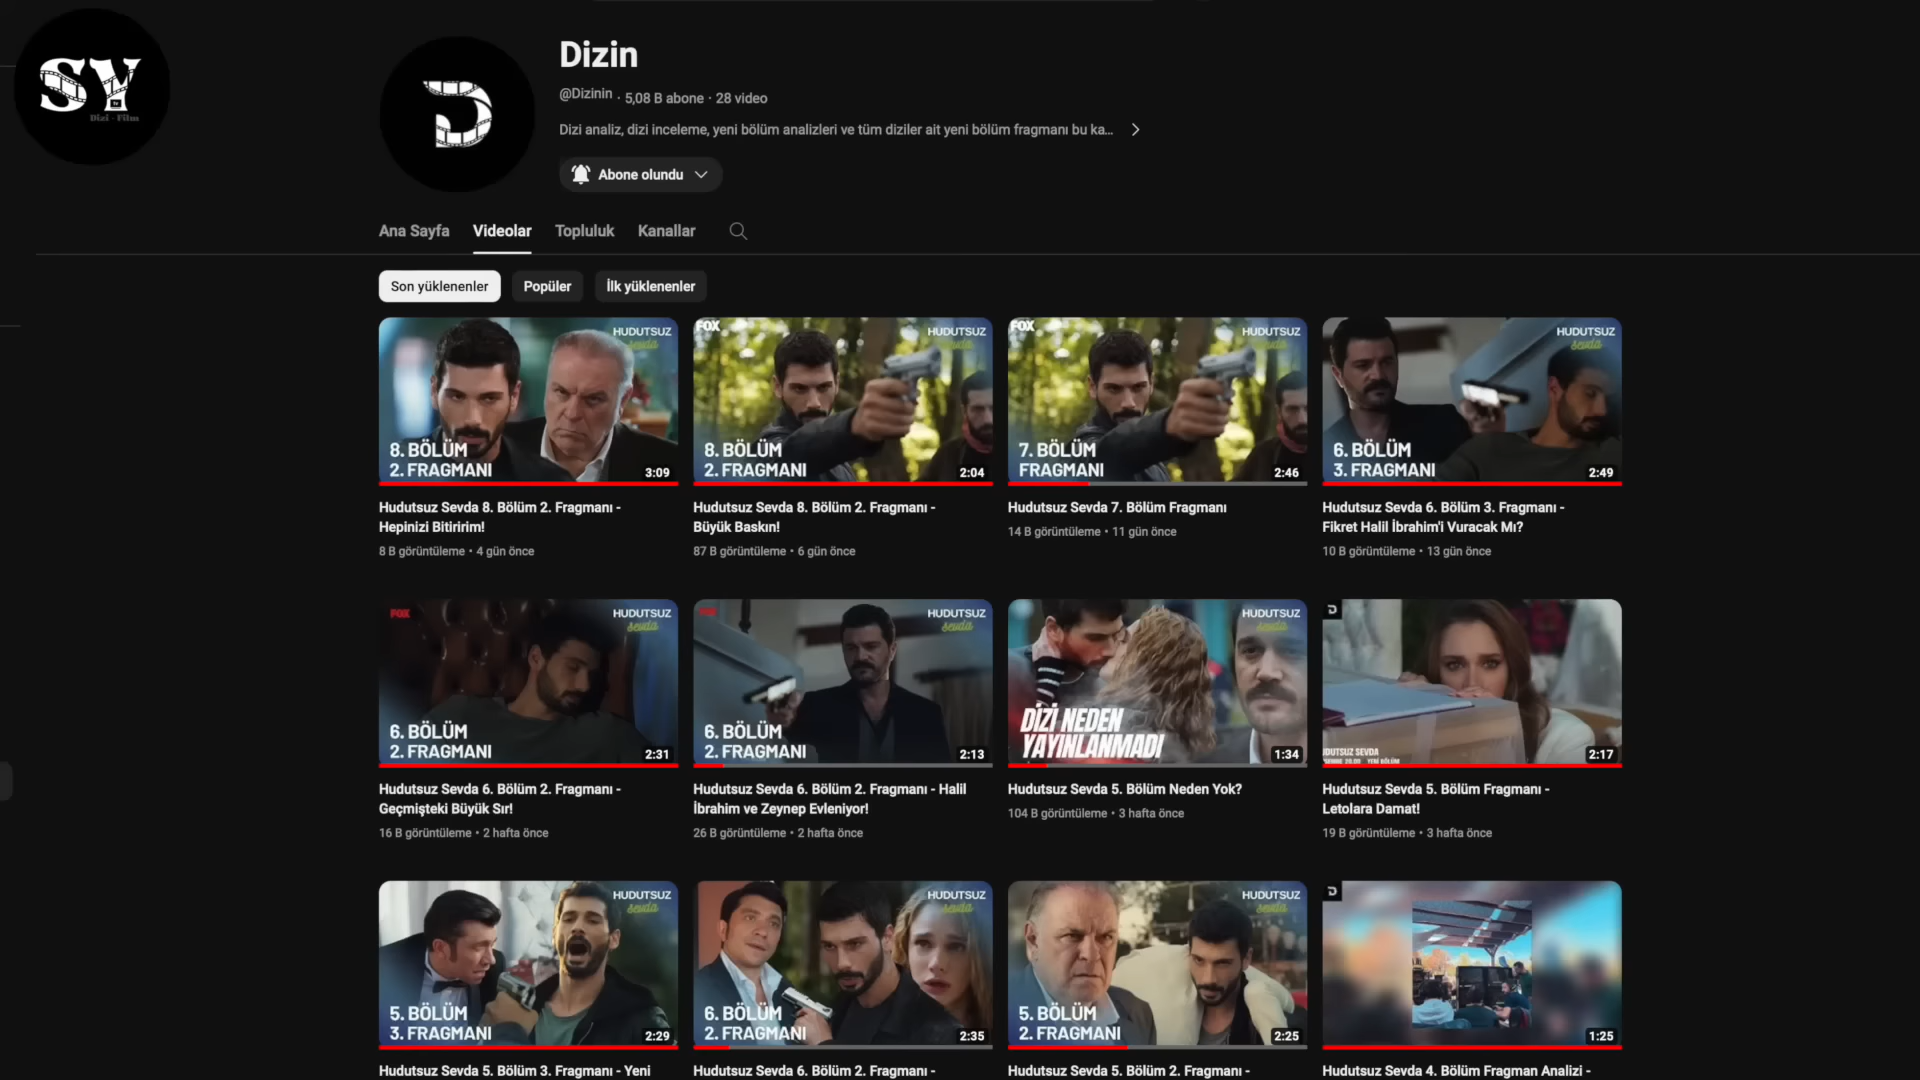 SY
tv
Dizi - Film
Dizin
@Dizinin · 5,08 B abone · 28 video
Dizi analiz, dizi inceleme, yeni bölüm analizleri ve tüm diziler ait yeni bölüm fragmanı bu ka...
Abone olundu
Ana Sayfa Videolar Topluluk Kanallar
Son yüklenenler Popüler İlk yüklenenler
HUDUTSUZ
sevda
8. BÖLÜM
2. FRAGMANI
3:09
Hudutsuz Sevda 8. Bölüm 2. Fragmanı -
Hepinizi Bitiririm!
8 B görüntüleme • 4 gün önce
FOX
HUDUTSUZ
sevda
8. BÖLÜM
2. FRAGMANI
2:04
Hudutsuz Sevda 8. Bölüm 2. Fragmanı -
Büyük Baskın!
87 B görüntüleme • 6 gün önce
FOX
HUDUTSUZ
sevda
7. BÖLÜM
FRAGMANI
2:46
Hudutsuz Sevda 7. Bölüm Fragmanı
14 B görüntüleme • 11 gün önce
HUDUTSUZ
sevda
6. BÖLÜM
3. FRAGMANI
2:49
Hudutsuz Sevda 6. Bölüm 3. Fragmanı -
Fikret Halil İbrahim'i Vuracak Mı?
10 B görüntüleme • 13 gün önce
FOX
HUDUTSUZ
sevda
6. BÖLÜM
2. FRAGMANI
2:31
Hudutsuz Sevda 6. Bölüm 2. Fragmanı -
Geçmişteki Büyük Sır!
16 B görüntüleme • 2 hafta önce
FOX
HUDUTSUZ
sevda
6. BÖLÜM
2. FRAGMANI
2:13
Hudutsuz Sevda 6. Bölüm 2. Fragmanı - Halil
İbrahim ve Zeynep Evleniyor!
26 B görüntüleme • 2 hafta önce
HUDUTSUZ
sevda
DİZİ NEDEN
YAYINLANMADI
1:34
Hudutsuz Sevda 5. Bölüm Neden Yok?
104 B görüntüleme • 3 hafta önce
D
UDUTSUZ SEVDA
YENİ BÖLÜM
2:17
Hudutsuz Sevda 5. Bölüm Fragmanı -
Letolara Damat!
19 B görüntüleme • 3 hafta önce
HUDUTSUZ
sevda
5. BÖLÜM
3. FRAGMANI
2:29
Hudutsuz Sevda 5. Bölüm 3. Fragmanı - Yeni
HUDUTSUZ
sevda
6. BÖLÜM
2. FRAGMANI
2:35
Hudutsuz Sevda 6. Bölüm 2. Fragmanı -
HUDUTSUZ
sevda
5. BÖLÜM
2. FRAGMANI
2:25
Hudutsuz Sevda 5. Bölüm 2. Fragmanı -
D
1:25
Hudutsuz Sevda 4. Bölüm Fragman Analizi -